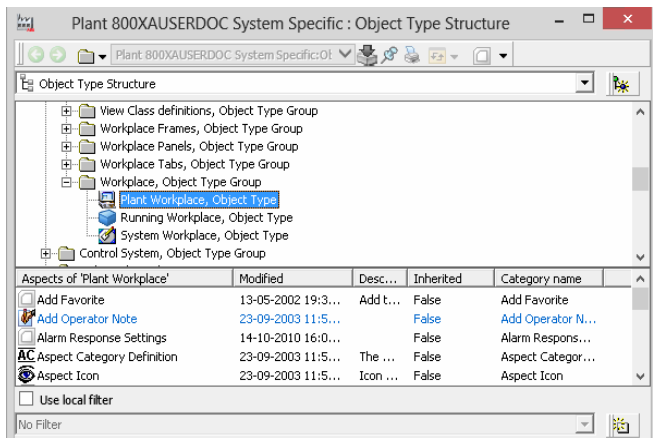 Plant 800XAUSERDOC System Specific : Object Type Structure
Plant 800XAUSERDOC System Specific:Ob
Object Type Structure
View Class definitions, Object Type Group
Workplace Frames, Object Type Group
Workplace Panels, Object Type Group
Workplace Tabs, Object Type Group
Workplace, Object Type Group
Plant Workplace, Object Type
Running Workplace, Object Type
System Workplace, Object Type
Control System, Object Type Group
Aspects of 'Plant Workplace' Modified Desc... Inherited Category name
Add Favorite 13-05-2002 19:3... Add t... False Add Favorite
Add Operator Note 23-09-2003 11:5... False Add Operator N...
Alarm Response Settings 14-10-2010 16:0... False Alarm Respons...
AC Aspect Category Definition 23-09-2003 11:5... The ... False Aspect Categor...
Aspect Icon 23-09-2003 11:5... Icon ... False Aspect Icon
Use local filter
No Filter